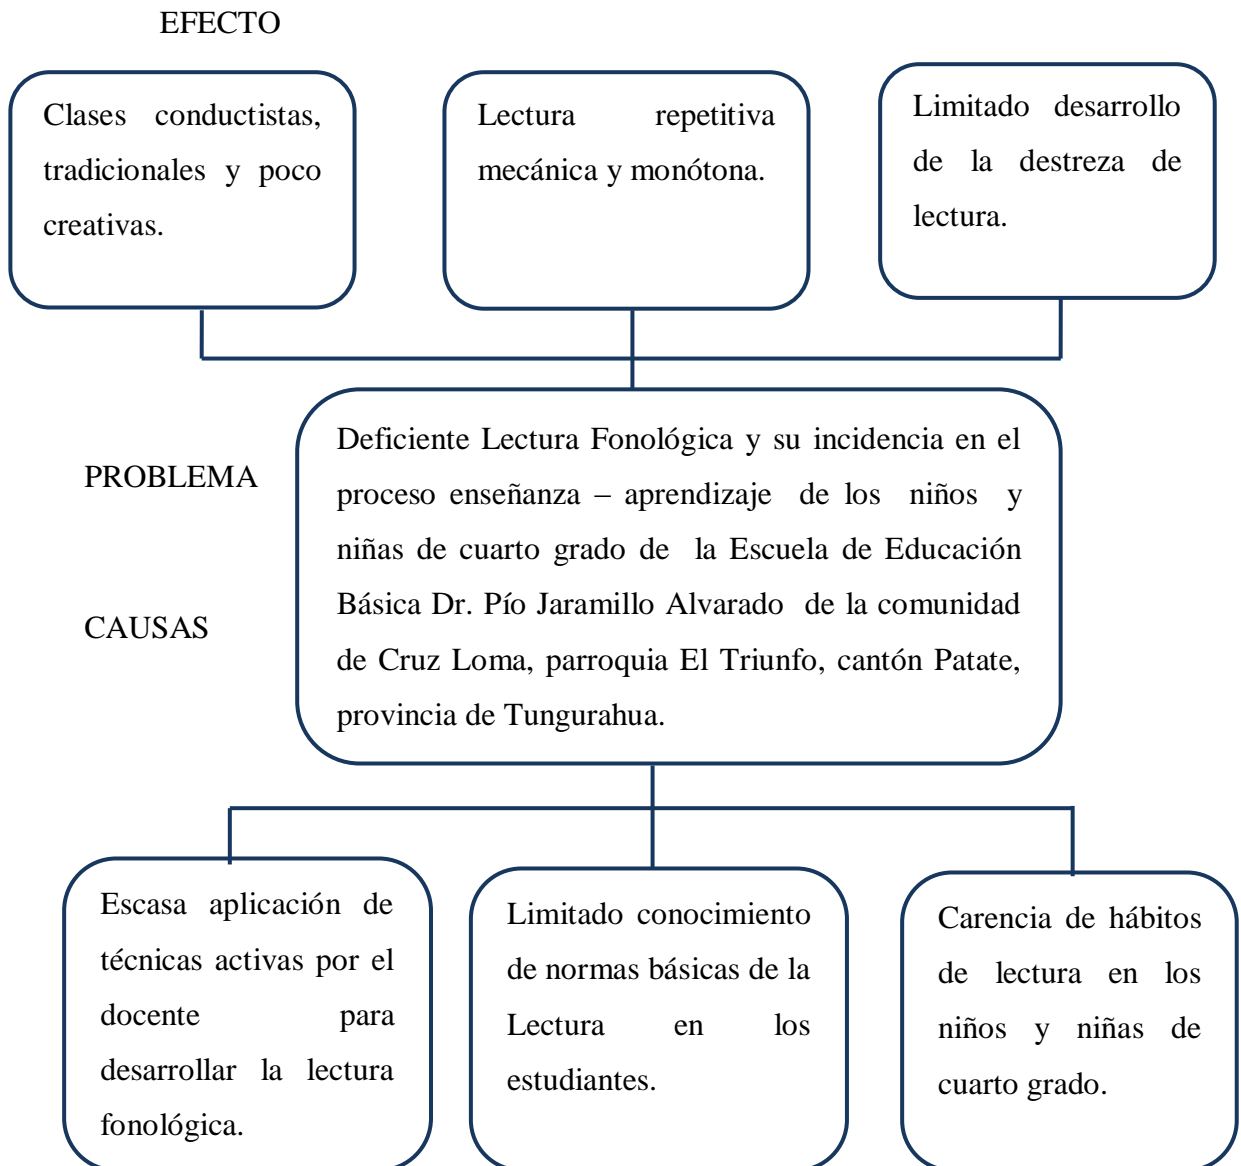 EFECTO
Clases conductistas,
tradicionales y poco
creativas.
Lectura repetitiva
mecánica y monótona.
Limitado desarrollo
de la destreza de
lectura.
PROBLEMA
Deficiente Lectura Fonológica y su incidencia en el
proceso enseñanza – aprendizaje de los niños y
niñas de cuarto grado de la Escuela de Educación
Básica Dr. Pío Jaramillo Alvarado de la comunidad
de Cruz Loma, parroquia El Triunfo, cantón Patate,
provincia de Tungurahua.
CAUSAS
Escasa aplicación de
técnicas activas por el
docente para
desarrollar la lectura
fonológica.
Limitado conocimiento
de normas básicas de la
Lectura en los
estudiantes.
Carencia de hábitos
de lectura en los
niños y niñas de
cuarto grado.